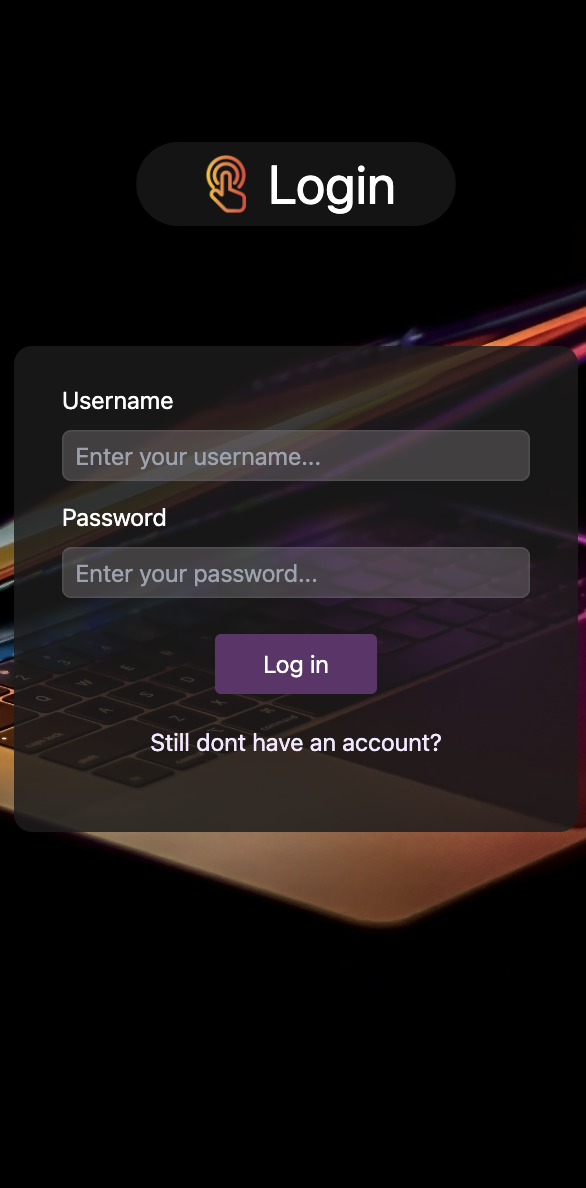 Login
Username
Enter your username...
Password
Enter your password...
Log in
Still dont have an account?